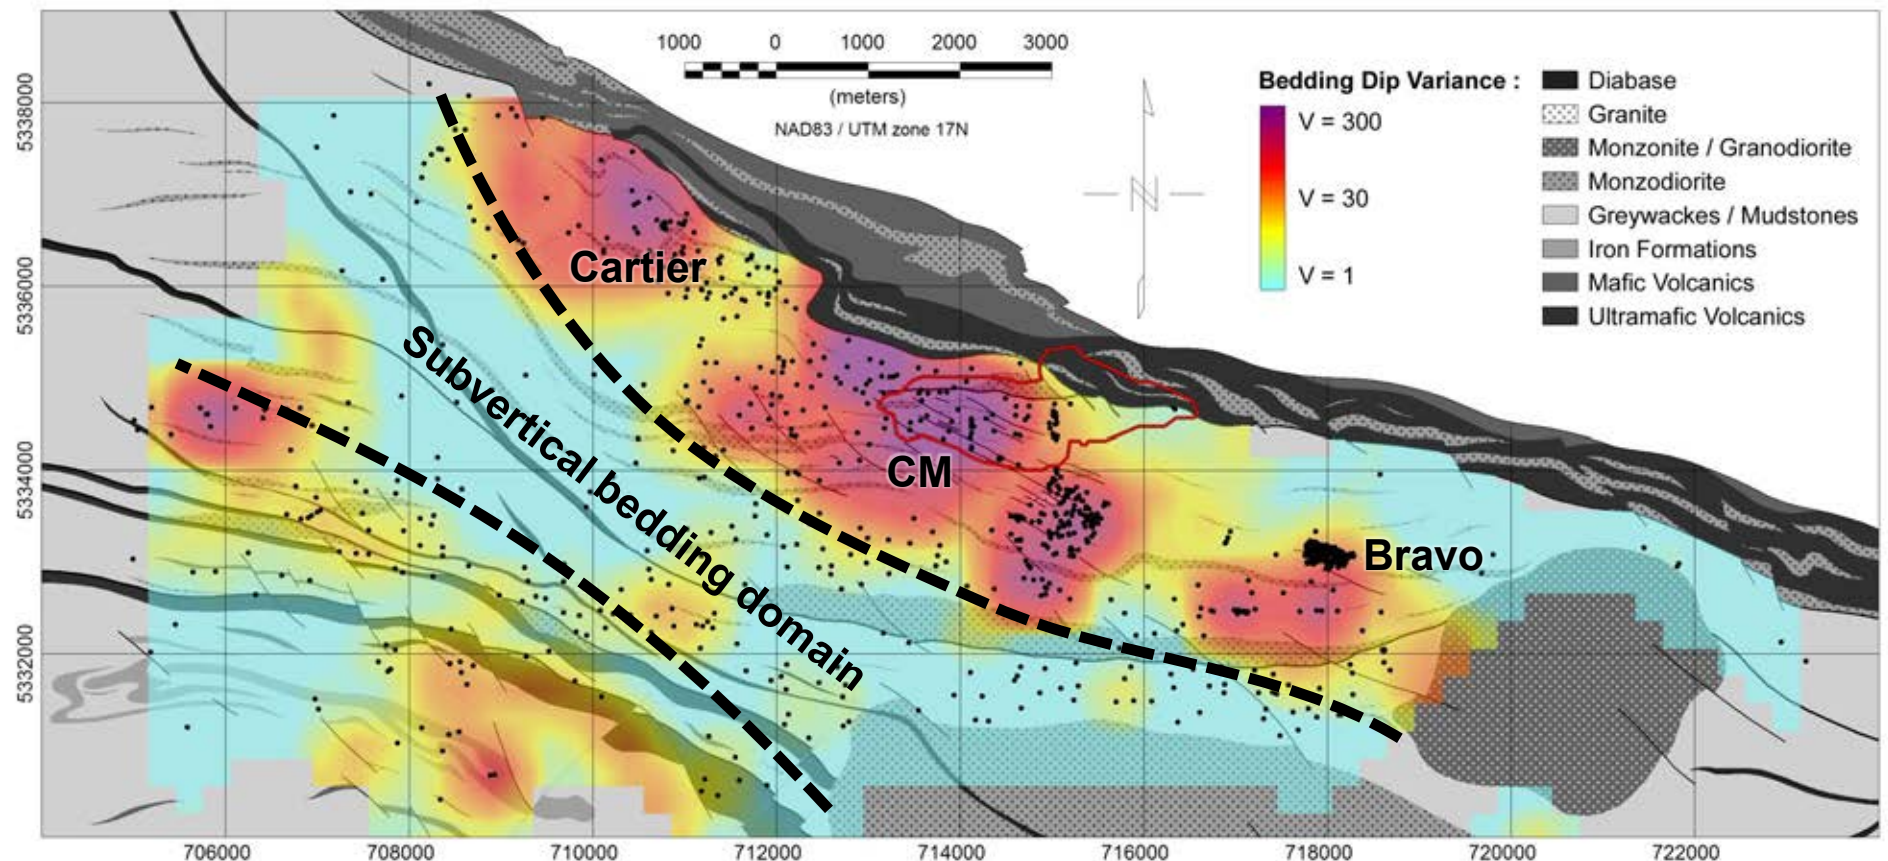 1000 0 1000 2000 3000
(meters)
NAD83 / UTM zone 17N
N
Bedding Dip Variance :
V = 300
V = 30
V = 1
Diabase
Granite
Monzonite / Granodiorite
Monzodiorite
Greywackes / Mudstones
Iron Formations
Mafic Volcanics
Ultramafic Volcanics
5338000
5336000
5334000
5332000
Cartier
Subvertical bedding domain
CM
Bravo
706000 708000 710000 712000 714000 716000 718000 720000 722000